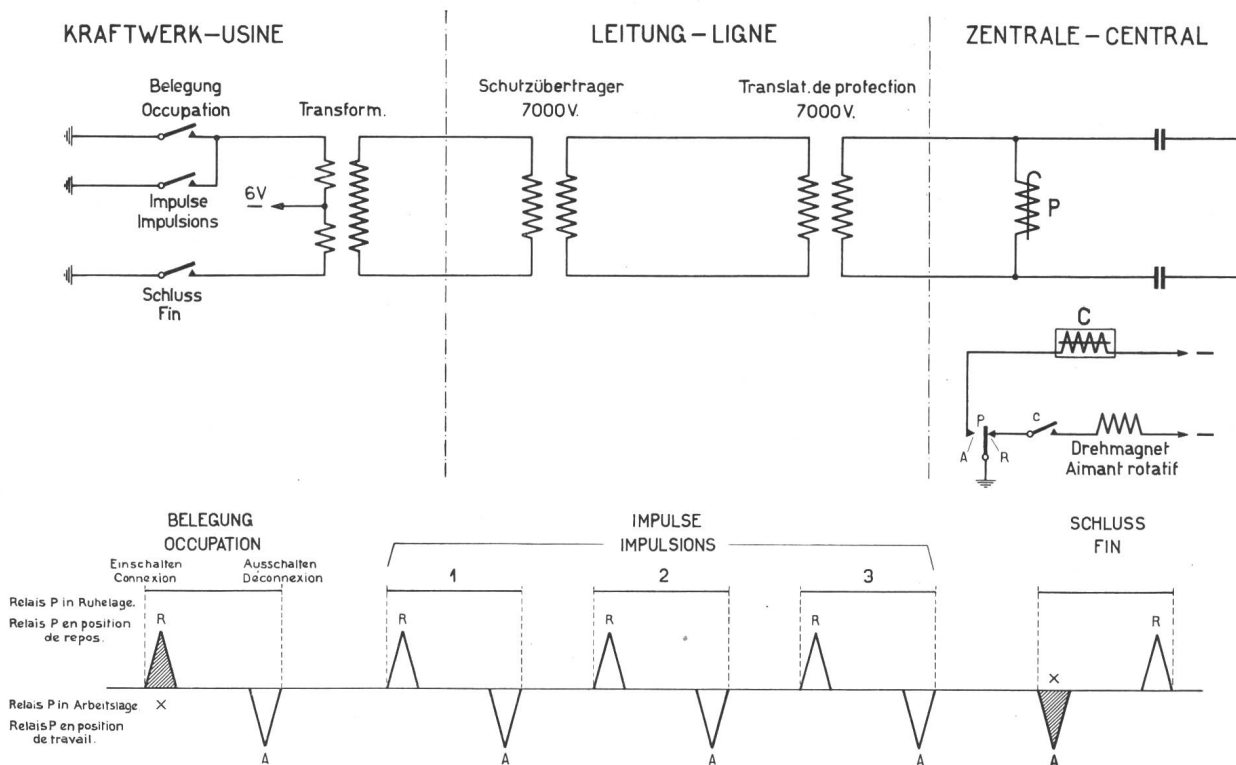 KRAFTWERK–USINE
LEITUNG–LIGNE
ZENTRALE–CENTRAL
Belegung
Occupation
Transform.
Schutzübertrager
7000V.
Translat. de protection
7000V.
6V
–
Impulse
Impulsions
P
Schluss
Fin
C
–
P
c
–
A
R
Drehmagnet
Aimant rotatif
BELEGUNG
OCCUPATION
IMPULSE
IMPULSIONS
SCHLUSS
FIN
Einschalten
Connexion
Ausschalten
Déconnexion
1
2
3
Relais P in Ruhelage.
Relais P en position
de repos.
R
R
R
R
R
×
Relais P in Arbeitslage
×
Relais P en position
de travail.
A
A
A
A
A